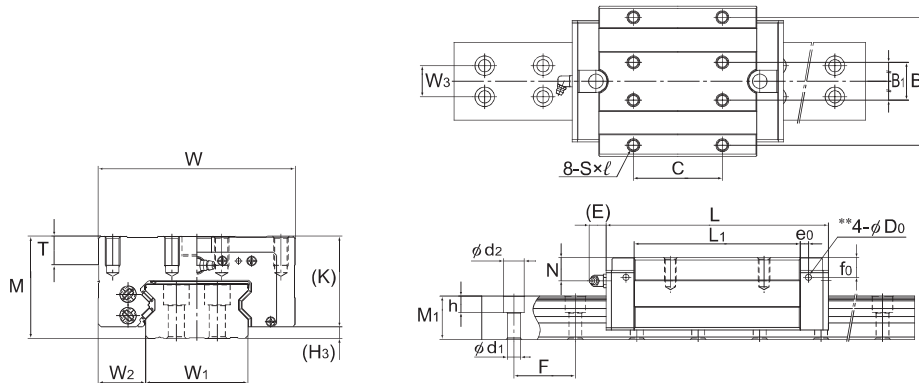 W₃
B₁
B
8-S×ℓ
C
W
T
M
(K)
(H₃)
W₂
W₁
(E)
L
L₁
e₀
**4-φD₀
φd₂
N
f₀
h
M₁
φd₁
F